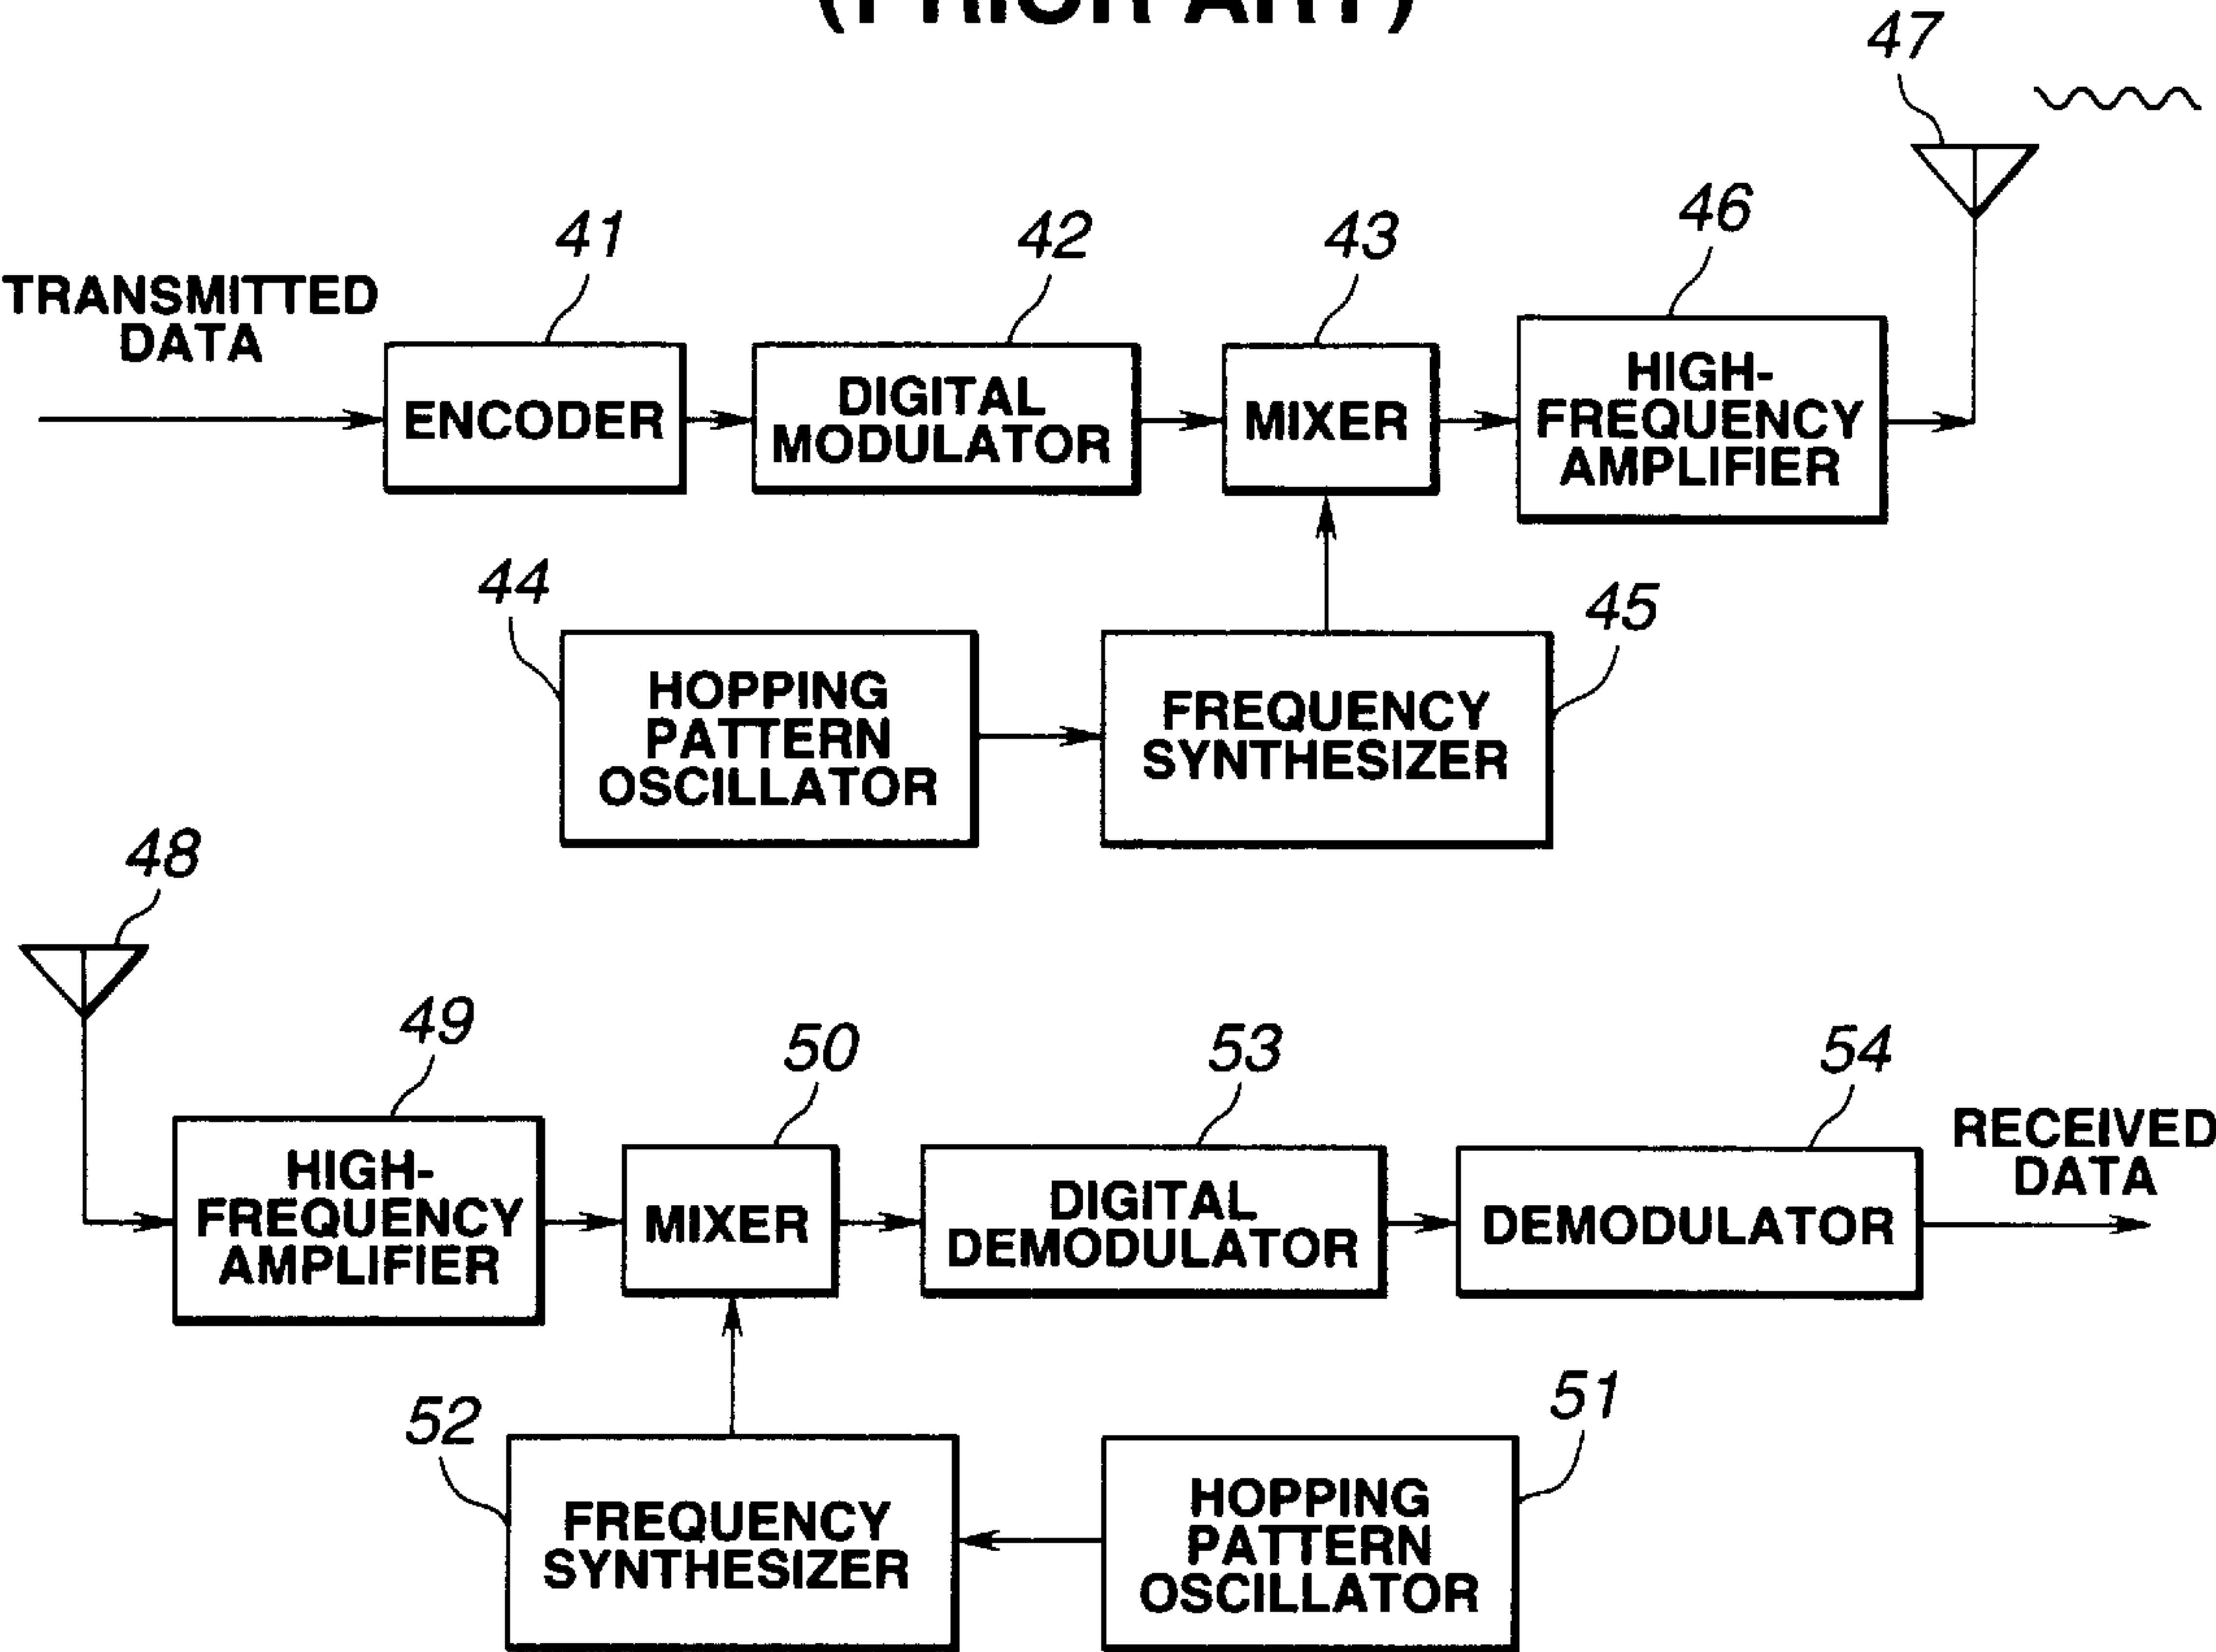 (PRIOR ART)
47
41
42
43
46
TRANSMITTED
DATA
ENCODER
DIGITAL
MODULATOR
MIXER
HIGH-
FREQUENCY
AMPLIFIER
44
45
HOPPING
PATTERN
OSCILLATOR
FREQUENCY
SYNTHESIZER
48
49
50
53
54
HIGH-
FREQUENCY
AMPLIFIER
MIXER
DIGITAL
DEMODULATOR
DEMODULATOR
RECEIVED
DATA
52
51
FREQUENCY
SYNTHESIZER
HOPPING
PATTERN
OSCILLATOR